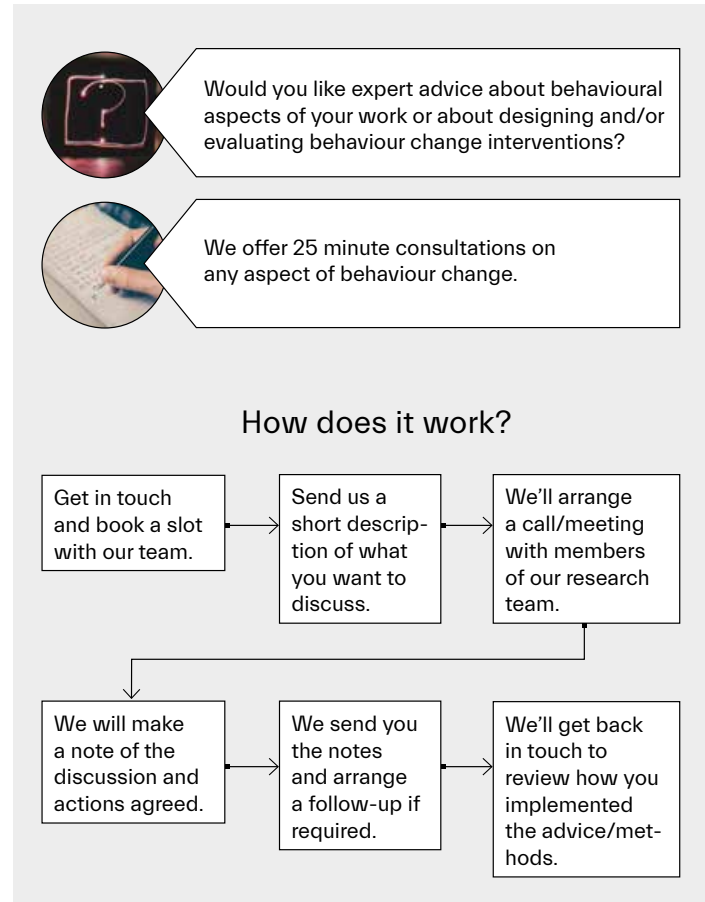 Would you like expert advice about behavioural
aspects of your work or about designing and/or
evaluating behaviour change interventions?
We offer 25 minute consultations on
any aspect of behaviour change.
How does it work?
Get in touch
and book a slot
with our team.
Send us a
short descrip-
tion of what
you want to
discuss.
We’ll arrange
a call/meeting
with members
of our research
team.
We will make
a note of the
discussion and
actions agreed.
We send you
the notes
and arrange
a follow-up if
required.
We’ll get back
in touch to
review how you
implemented
the advice/met-
hods.